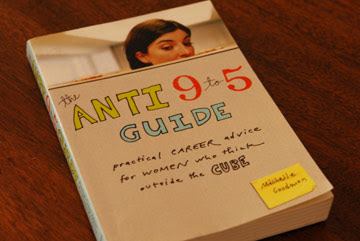 the
ANTI 9 to 5
GUIDE
practical CAREER advice
for WOMEN who think
outside the CUBE
Michelle
Goodman